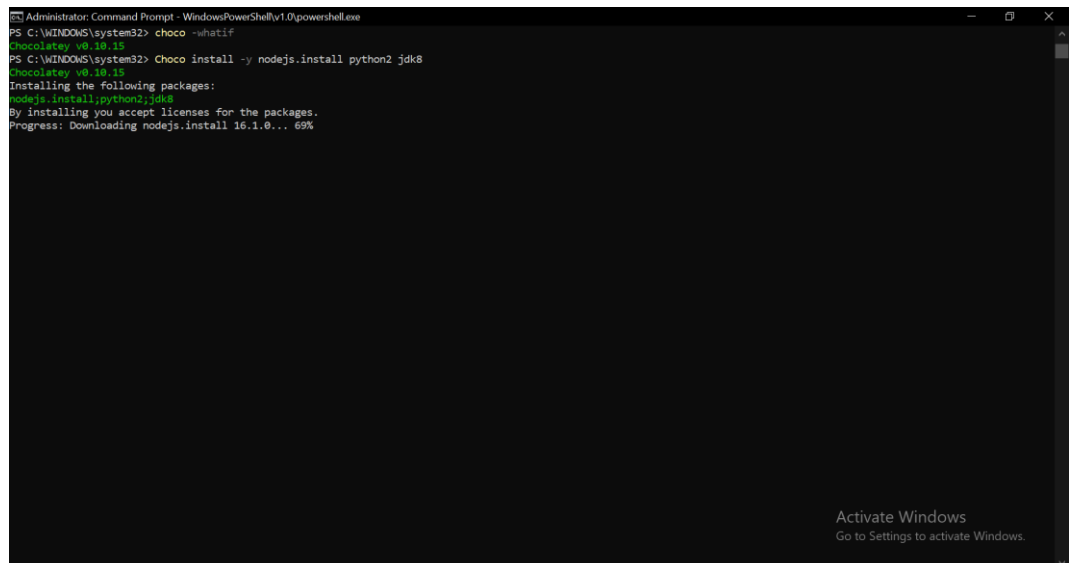 Administrator: Command Prompt - WindowsPowerShell\v1.0\powershell.exe
PS C:\WINDOWS\system32> choco -whatif
Chocolatey v0.10.15
PS C:\WINDOWS\system32> Choco install -y nodejs.install python2 jdk8
Chocolatey v0.10.15
Installing the following packages:
nodejs.install;python2;jdk8
By installing you accept licenses for the packages.
Progress: Downloading nodejs.install 16.1.0... 69%
Activate Windows
Go to Settings to activate Windows.